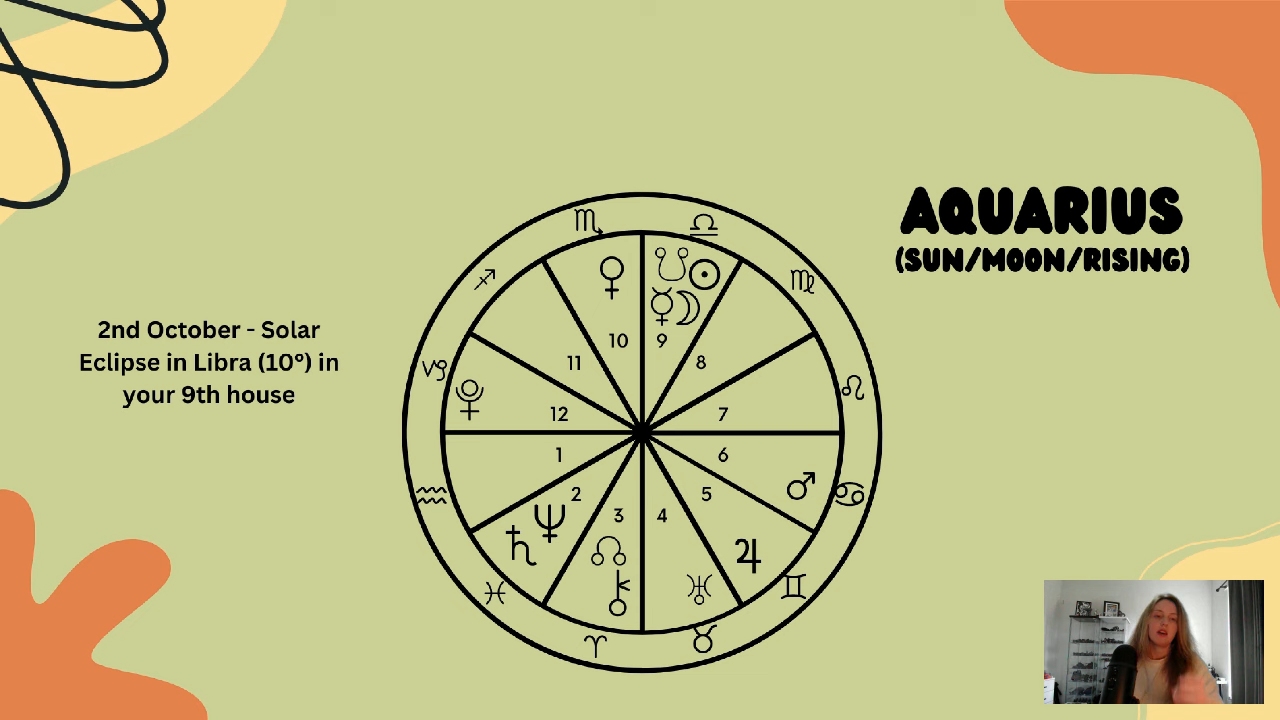 AQUARIUS
(SUN/MOON/RISING)
2nd October - Solar
Eclipse in Libra (10°) in
your 9th house
♏ ♎
♐ ♍
♀ ☋ ☉
☿ ☽
10 9
11 8
♑ ♌
♇
12 7
1 6
♒ ♂ ♋
2 5
3 4
♄ ♆ ☊ ♃
⚷ ♅
♓ ♊
♈ ♉